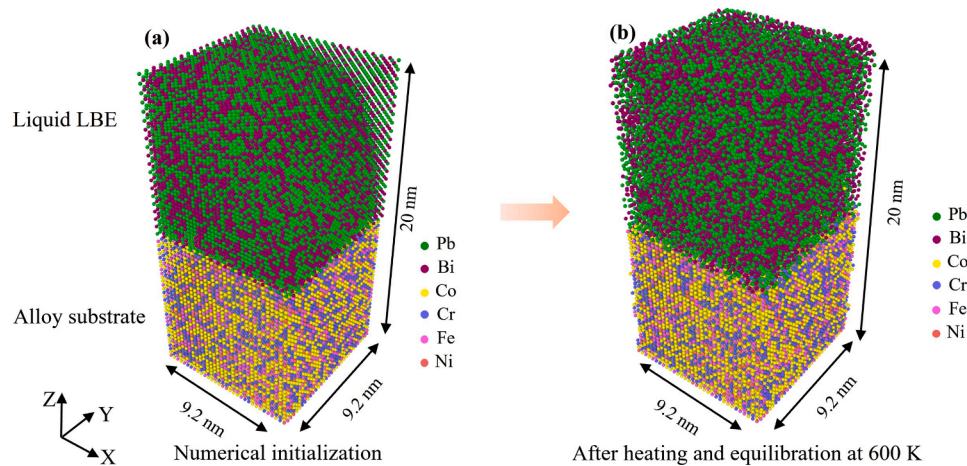 (a)
(b)
Liquid LBE
20 nm
20 nm
Pb
Bi
Co
Cr
Fe
Ni
Pb
Bi
Co
Cr
Fe
Ni
Alloy substrate
9.2 nm
9.2 nm
9.2 nm
9.2 nm
Z
Y
X
Numerical initialization
After heating and equilibration at 600 K